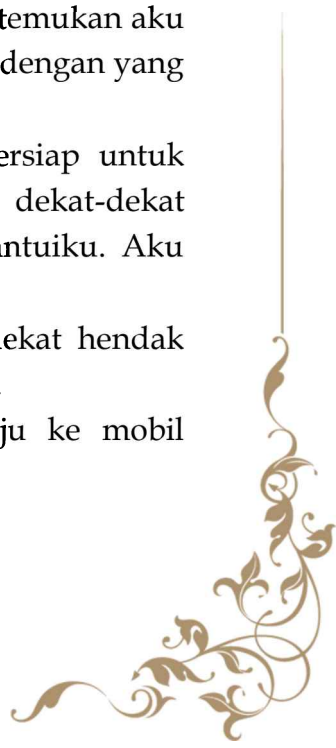 temukan aku
dengan yang
ersiap untuk
dekat-dekat
antuiku. Aku
ekat hendak
ju ke mobil